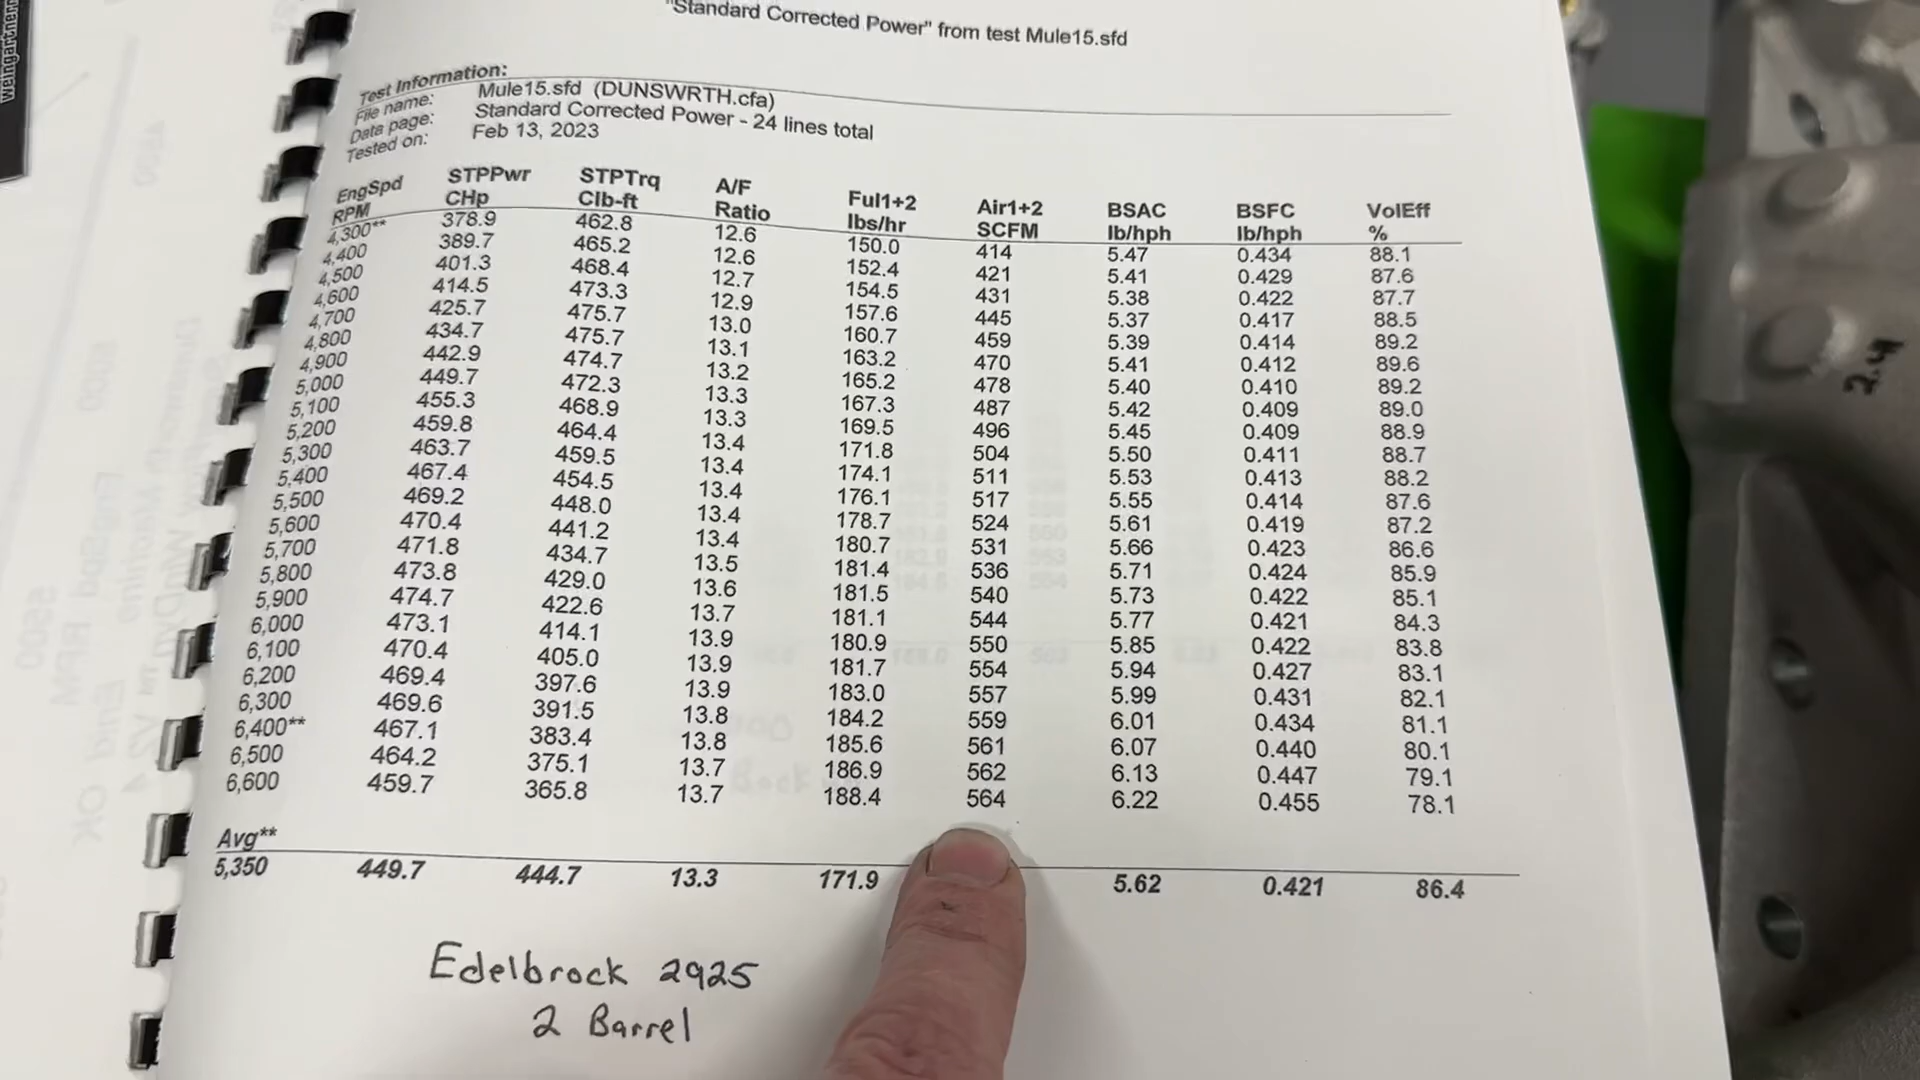 weingartner
"Standard Corrected Power" from test Mule15.sfd
Test Information:
File name: Mule15.sfd (DUNSWRTH.cfa)
Data page: Standard Corrected Power - 24 lines total
Tested on: Feb 13, 2023
EngSpd STPPwr STPTrq A/F Ful1+2 Air1+2 BSAC BSFC VolEff
RPM CHp Clb-ft Ratio lbs/hr SCFM lb/hph lb/hph %
4,300** 378.9 462.8 12.6 150.0 414 5.47 0.434 88.1
4,400 389.7 465.2 12.6 152.4 421 5.41 0.429 87.6
4,500 401.3 468.4 12.7 154.5 431 5.38 0.422 87.7
4,600 414.5 473.3 12.9 157.6 445 5.37 0.417 88.5
4,700 425.7 475.7 13.0 160.7 459 5.39 0.414 89.2
4,800 434.7 475.7 13.1 163.2 470 5.41 0.412 89.6
4,900 442.9 474.7 13.2 165.2 478 5.40 0.410 89.2
5,000 449.7 472.3 13.3 167.3 487 5.42 0.409 89.0
5,100 455.3 468.9 13.3 169.5 496 5.45 0.409 88.9
5,200 459.8 464.4 13.4 171.8 504 5.50 0.411 88.7
5,300 463.7 459.5 13.4 174.1 511 5.53 0.413 88.2
5,400 467.4 454.5 13.4 176.1 517 5.55 0.414 87.6
5,500 469.2 448.0 13.4 178.7 524 5.61 0.419 87.2
5,600 470.4 441.2 13.4 180.7 531 5.66 0.423 86.6
5,700 471.8 434.7 13.5 181.4 536 5.71 0.424 85.9
5,800 473.8 429.0 13.6 181.5 540 5.73 0.422 85.1
5,900 474.7 422.6 13.7 181.1 544 5.77 0.421 84.3
6,000 473.1 414.1 13.9 180.9 550 5.85 0.422 83.8
6,100 470.4 405.0 13.9 181.7 554 5.94 0.427 83.1
6,200 469.4 397.6 13.9 183.0 557 5.99 0.431 82.1
6,300 469.6 391.5 13.8 184.2 559 6.01 0.434 81.1
6,400** 467.1 383.4 13.8 185.6 561 6.07 0.440 80.1
6,500 464.2 375.1 13.7 186.9 562 6.13 0.447 79.1
6,600 459.7 365.8 13.7 188.4 564 6.22 0.455 78.1
Avg**
5,350 449.7 444.7 13.3 171.9 5.62 0.421 86.4
Edelbrock 2925
2 Barrel
2.4